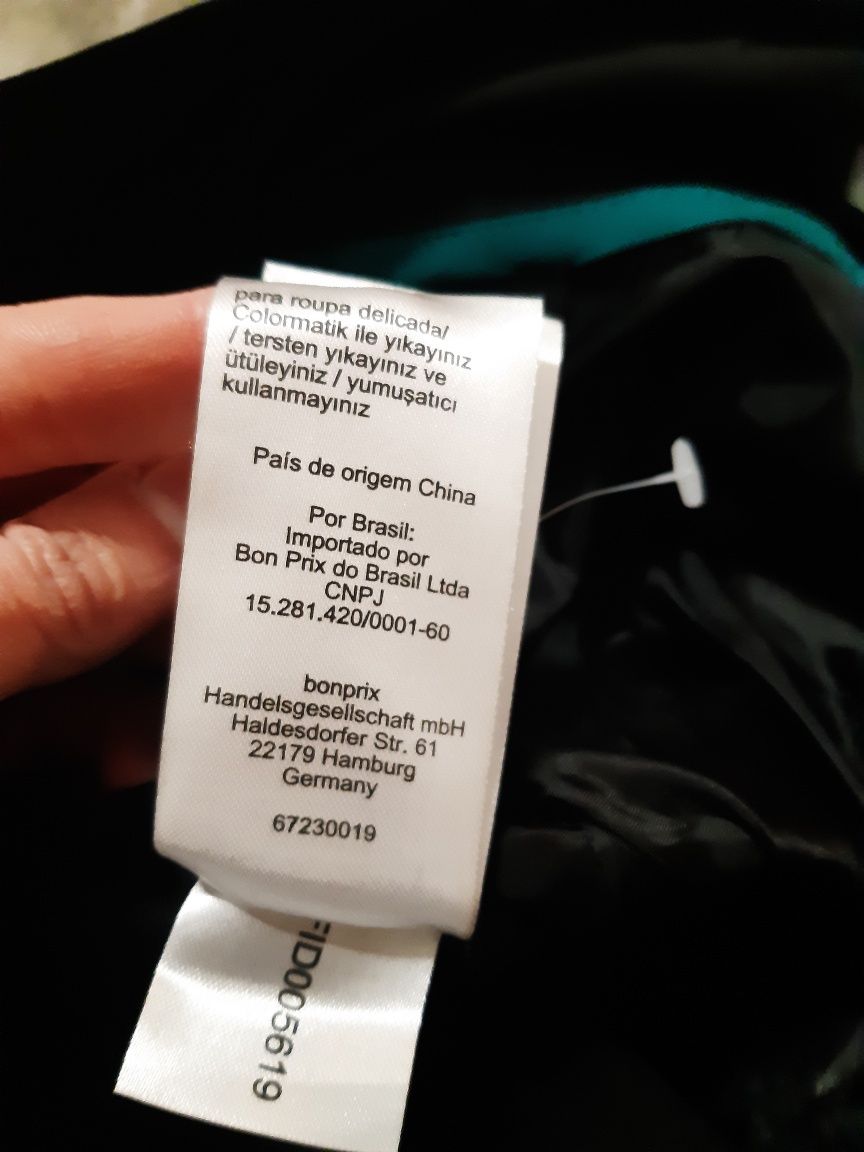 para roupa delicada/
Colormatik ile yıkayınız
/ tersten yıkayınız ve
ütüleyiniz / yumuşatıcı
kullanmayınız
País de origem China
Por Brasil:
Importado por
Bon Prix do Brasil Ltda
CNPJ
15.281.420/0001-60
bonprix
Handelsgesellschaft mbH
Haldesdorfer Str. 61
22179 Hamburg
Germany
67230019
FID005619